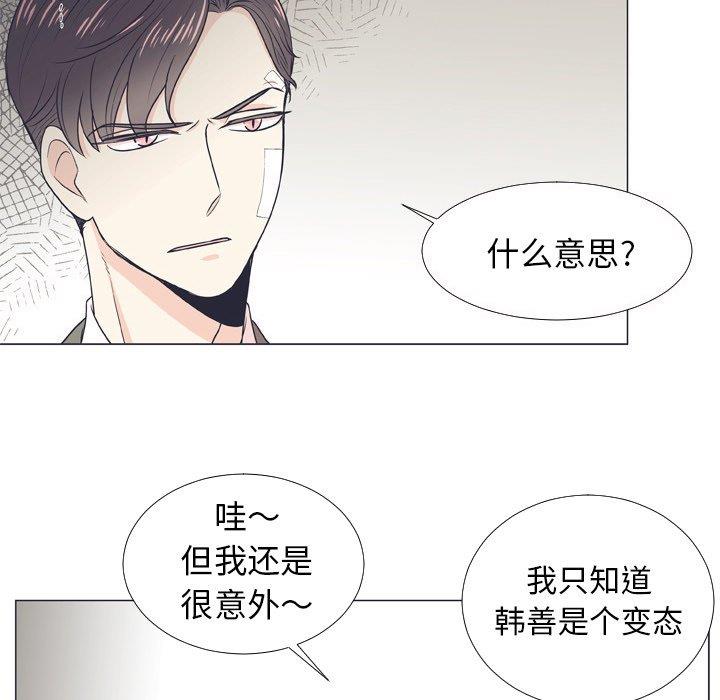 什么意思?
哇～
但我还是
很意外～
我只知道
韩善是个变态